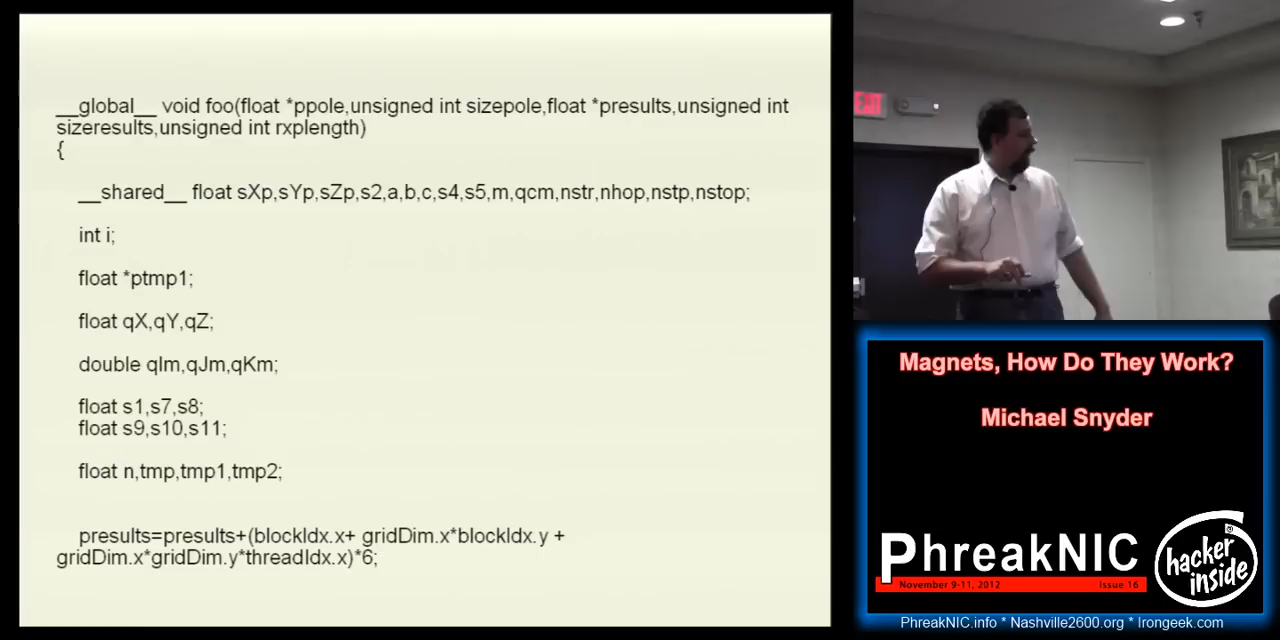 __global__ void foo(float *ppole,unsigned int sizepole,float *presults,unsigned int
sizeresults,unsigned int rxplength)
{
__shared__ float sXp,sYp,sZp,s2,a,b,c,s4,s5,m,qcm,nstr,nhop,nstp,nstop;
int i;
float *ptmp1;
float qX,qY,qZ;
double qIm,qJm,qKm;
float s1,s7,s8;
float s9,s10,s11;
float n,tmp,tmp1,tmp2;
presults=presults+(blockIdx.x+ gridDim.x*blockIdx.y +
gridDim.x*gridDim.y*threadIdx.x)*6;
EXIT
Magnets, How Do They Work?
Michael Snyder
PhreakNIC
November 9-11, 2012
Issue 16
hacker
inside
PhreakNIC.info * Nashville2600.org * Irongeek.com